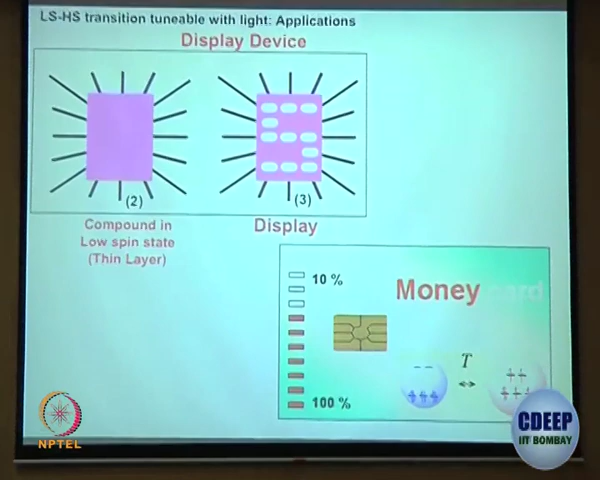 LS-HS transition tuneable with light: Applications
Display Device
(2)
(3)
Compound in
Low spin state
(Thin Layer)
Display
10 %
Money card
T
100 %
NPTEL
CDEEP
IIT BOMBAY